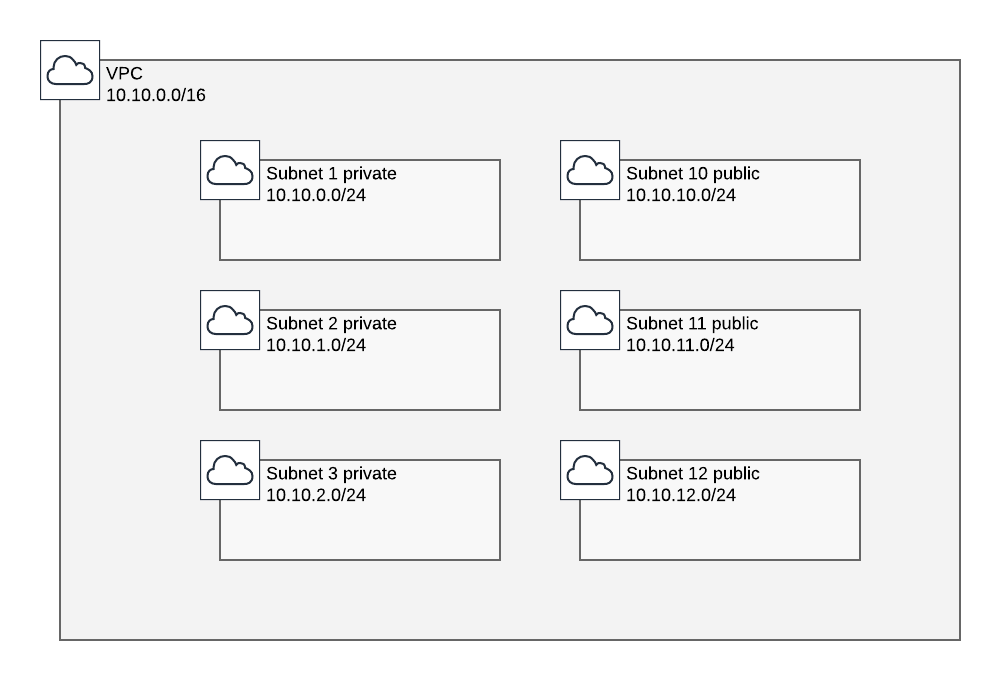 VPC
10.10.0.0/16
Subnet 1 private
10.10.0.0/24
Subnet 10 public
10.10.10.0/24
Subnet 2 private
10.10.1.0/24
Subnet 11 public
10.10.11.0/24
Subnet 3 private
10.10.2.0/24
Subnet 12 public
10.10.12.0/24